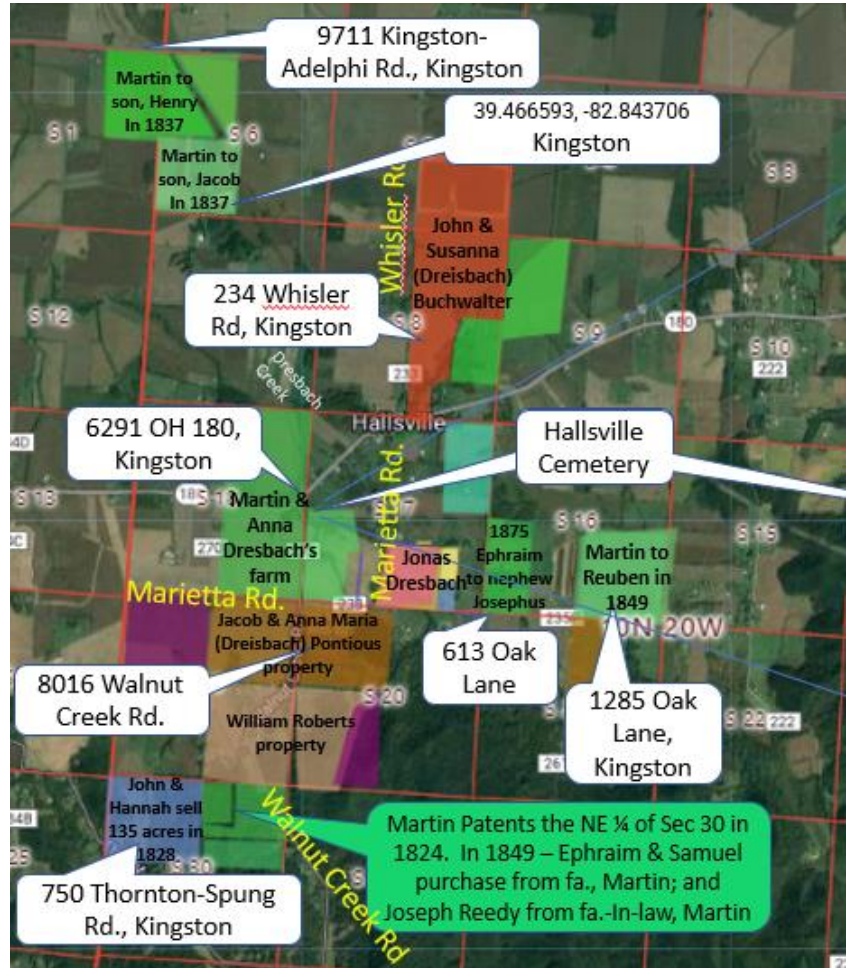 9711 Kingston-
Adelphi Rd., Kingston
Martin to
son, Henry
In 1837
S 1
S 6
39.466593, -82.843706
Kingston
Martin to
son, Jacob
In 1837
S 3
Whisler Rd
John &
Susanna
(Dreisbach)
Buchwalter
234 Whisler
Rd, Kingston
S 12
S 8
S 9
180
S 10
222
Dresbach
Creek
Hallsville
6291 OH 180,
Kingston
Hallsville
Cemetery
S 13
Martin &
Anna
Dresbach's
farm
270
Marietta Rd.
Jonas
Dresbach
1875
Ephraim
to nephew
Josephus
S 16
Martin to
Reuben in
1849
S 15
Marietta Rd.
235
0N 20W
Jacob & Anna Maria
(Dreisbach) Pontious
property
613 Oak
Lane
8016 Walnut
Creek Rd.
S 20
William Roberts
property
1285 Oak
Lane,
Kingston
S 22
222
John &
Hannah sell
135 acres in
1828.
S 30
Walnut Creek Rd
Martin Patents the NE ¼ of Sec 30 in
1824. In 1849 – Ephraim & Samuel
purchase from fa., Martin; and
Joseph Reedy from fa.-In-law, Martin
750 Thornton-Spung
Rd., Kingston